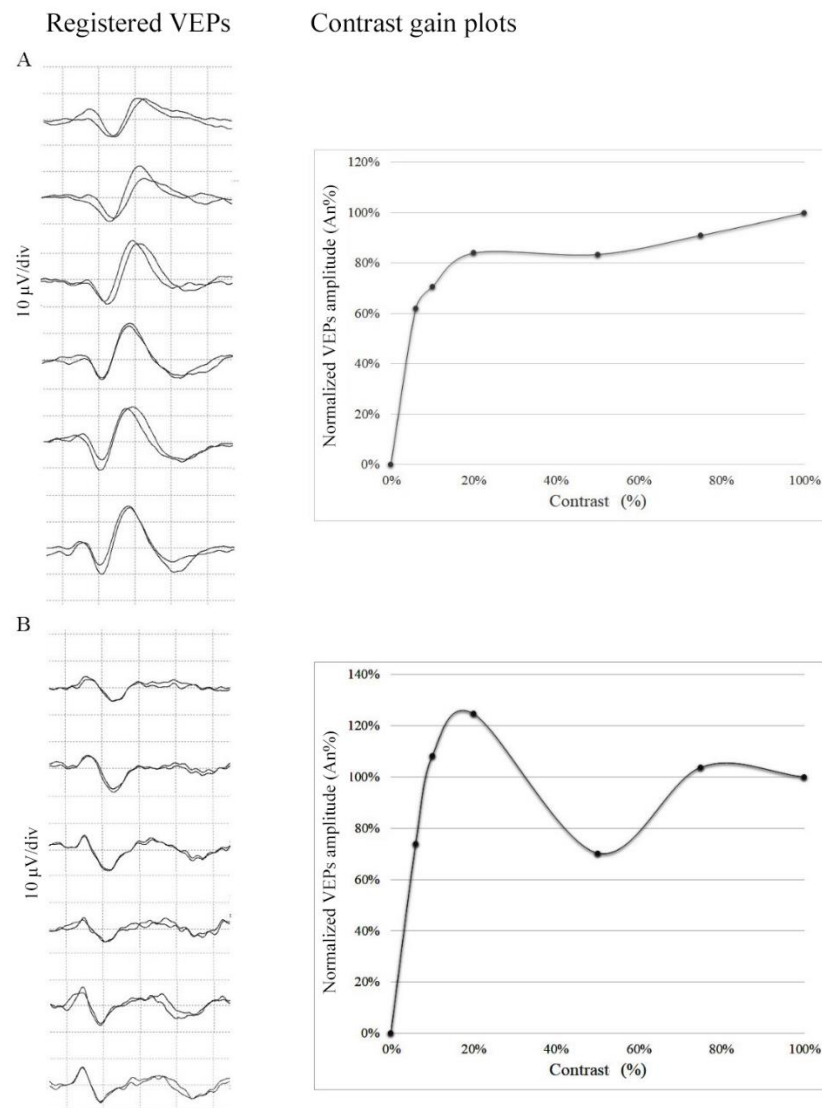 Registered VEPs
Contrast gain plots
A
10 µV/div
120%
100%
80%
60%
40%
20%
0%
Normalized VEPs amplitude (An%)
0% 20% 40% 60% 80% 100%
Contrast (%)
B
10 µV/div
140%
120%
100%
80%
60%
40%
20%
0%
Normalized VEPs amplitude (An%)
0% 20% 40% 60% 80% 100%
Contrast (%)